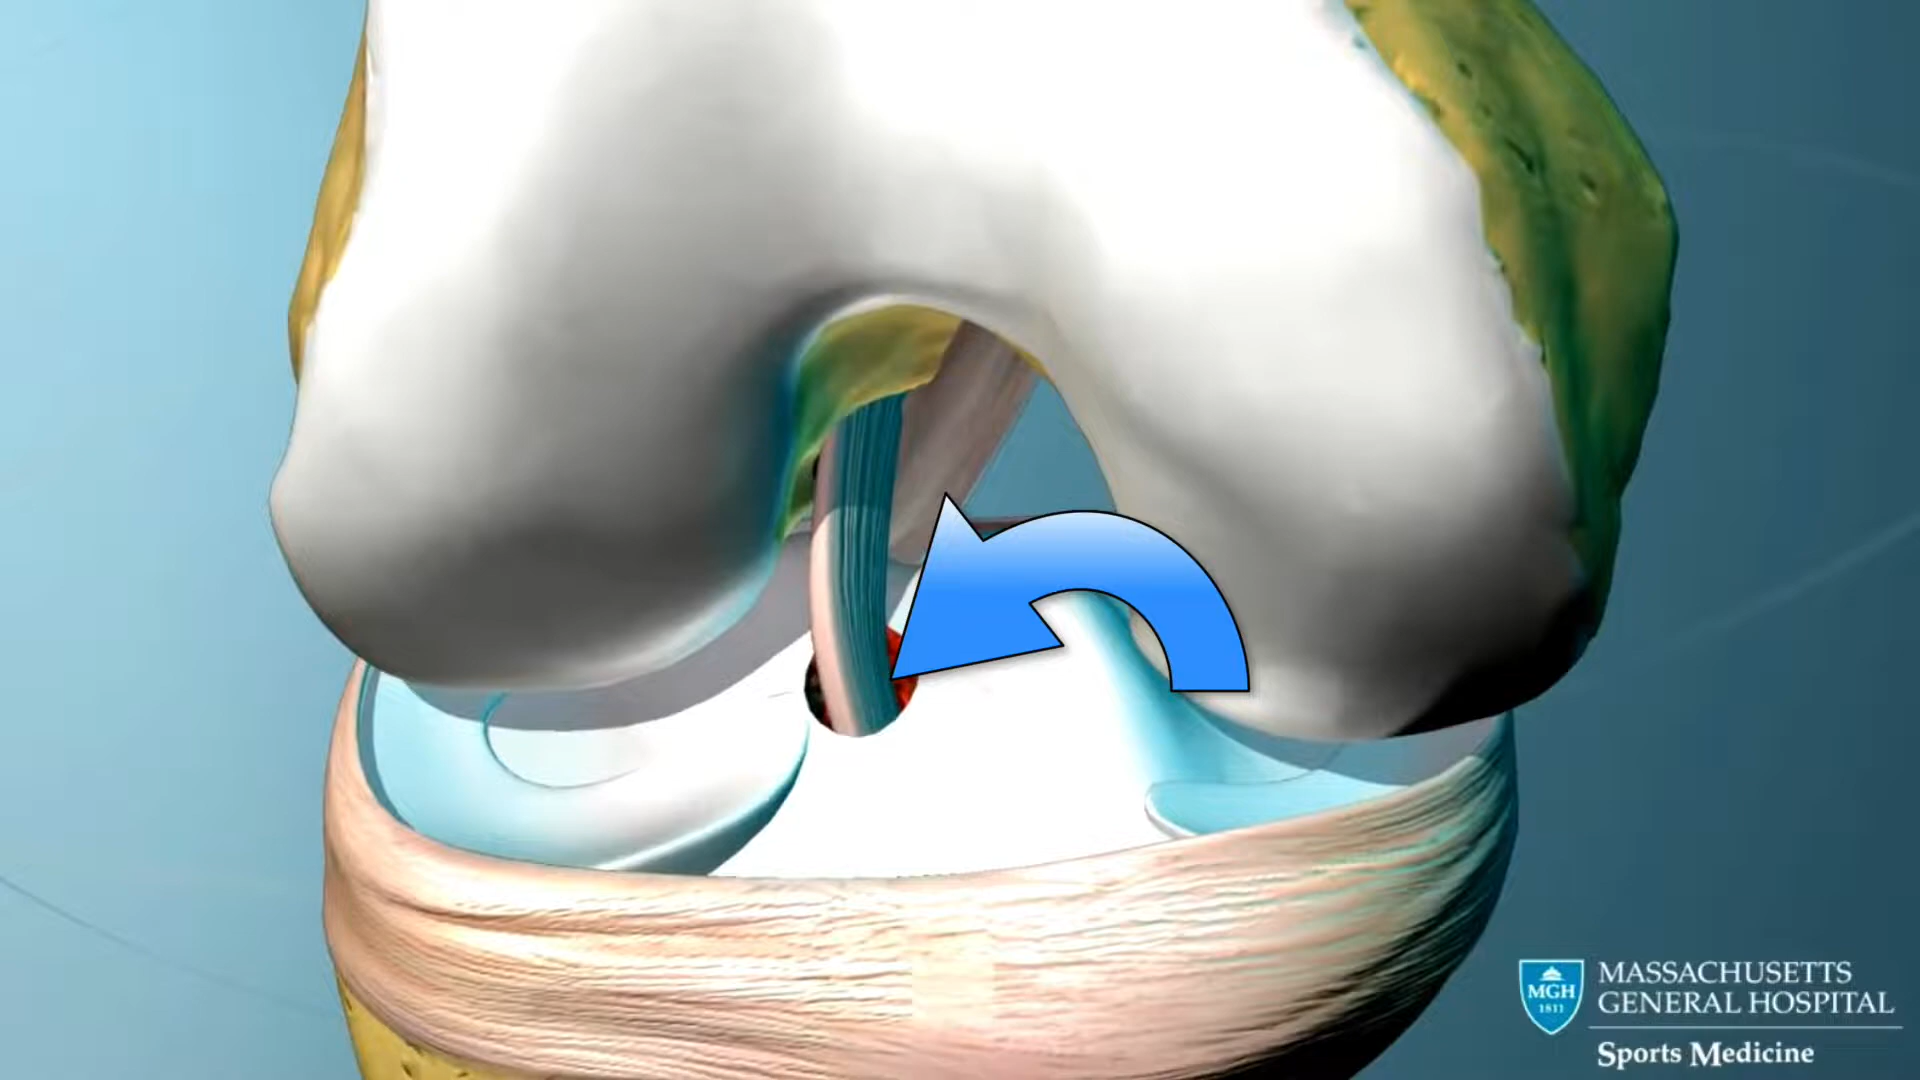 MGH
1811
MASSACHUSETTS
GENERAL HOSPITAL
Sports Medicine